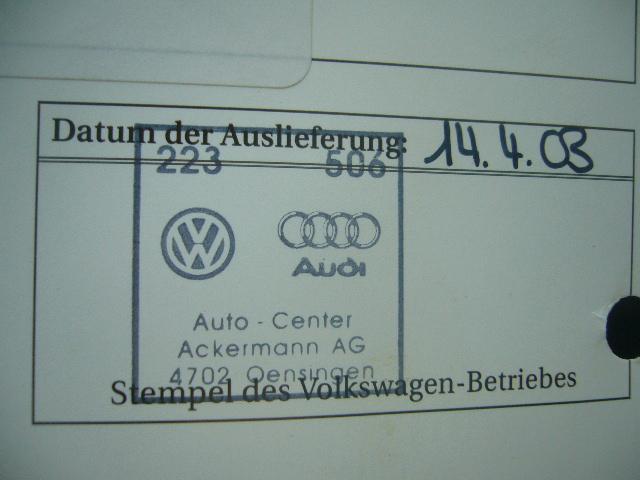 Datum der Auslieferung: 14.4.03
223 506
Audi
Auto - Center
Ackermann AG
4702 Oensingen
Stempel des Volkswagen-Betriebes